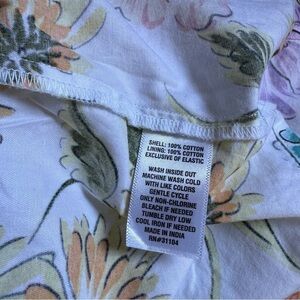 SHELL: 100% COTTON
LINING: 100% COTTON
EXCLUSIVE OF ELASTIC
WASH INSIDE OUT
MACHINE WASH COLD
WITH LIKE COLORS
GENTLE CYCLE
ONLY NON-CHLORINE
BLEACH IF NEEDED
TUMBLE DRY LOW
COOL IRON IF NEEDED
MADE IN INDIA
RN#31104